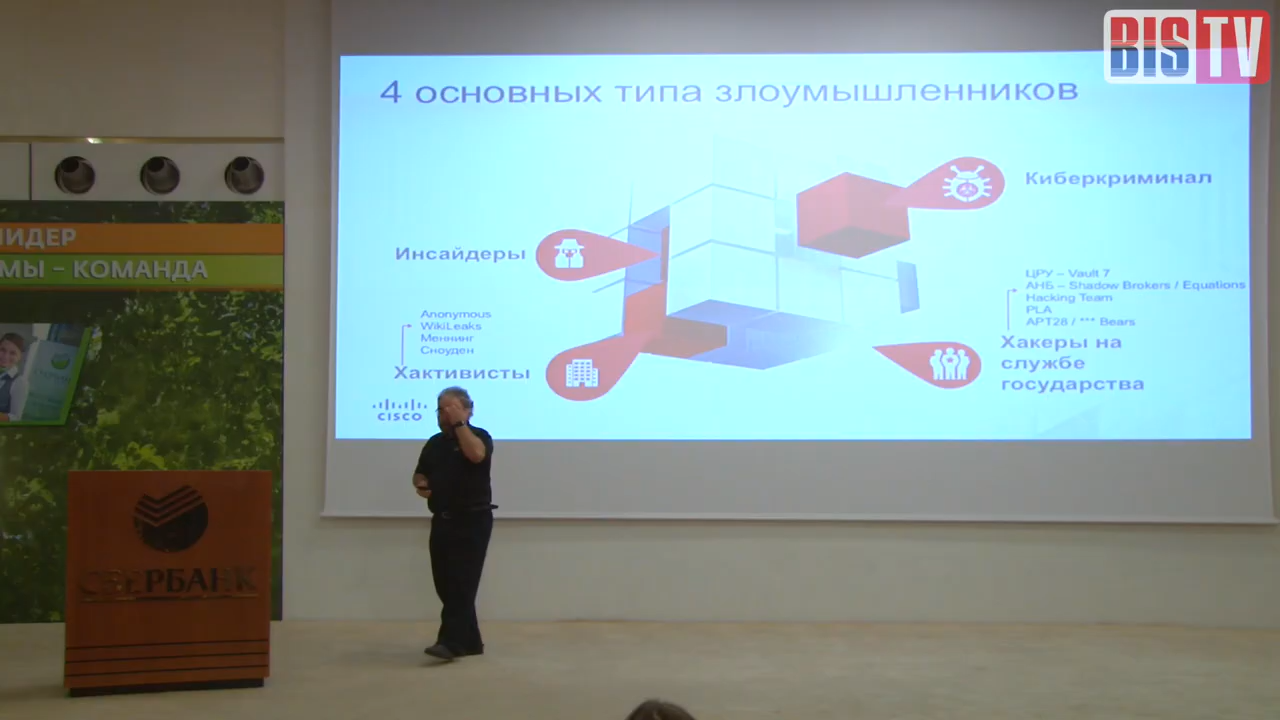 BISTV
4 основных типа злоумышленников
Киберкриминал
Инсайдеры
ЦРУ – Vault 7
АНБ – Shadow Brokers / Equations
Hacking Team
PLA
APT28 / *** Bears
Хакеры на
службе
государства
Anonymous
WikiLeaks
Меннинг
Сноуден
Хактивисты
CISCO
ЛИДЕР
МЫ – КОМАНДА
СБЕРБАНК